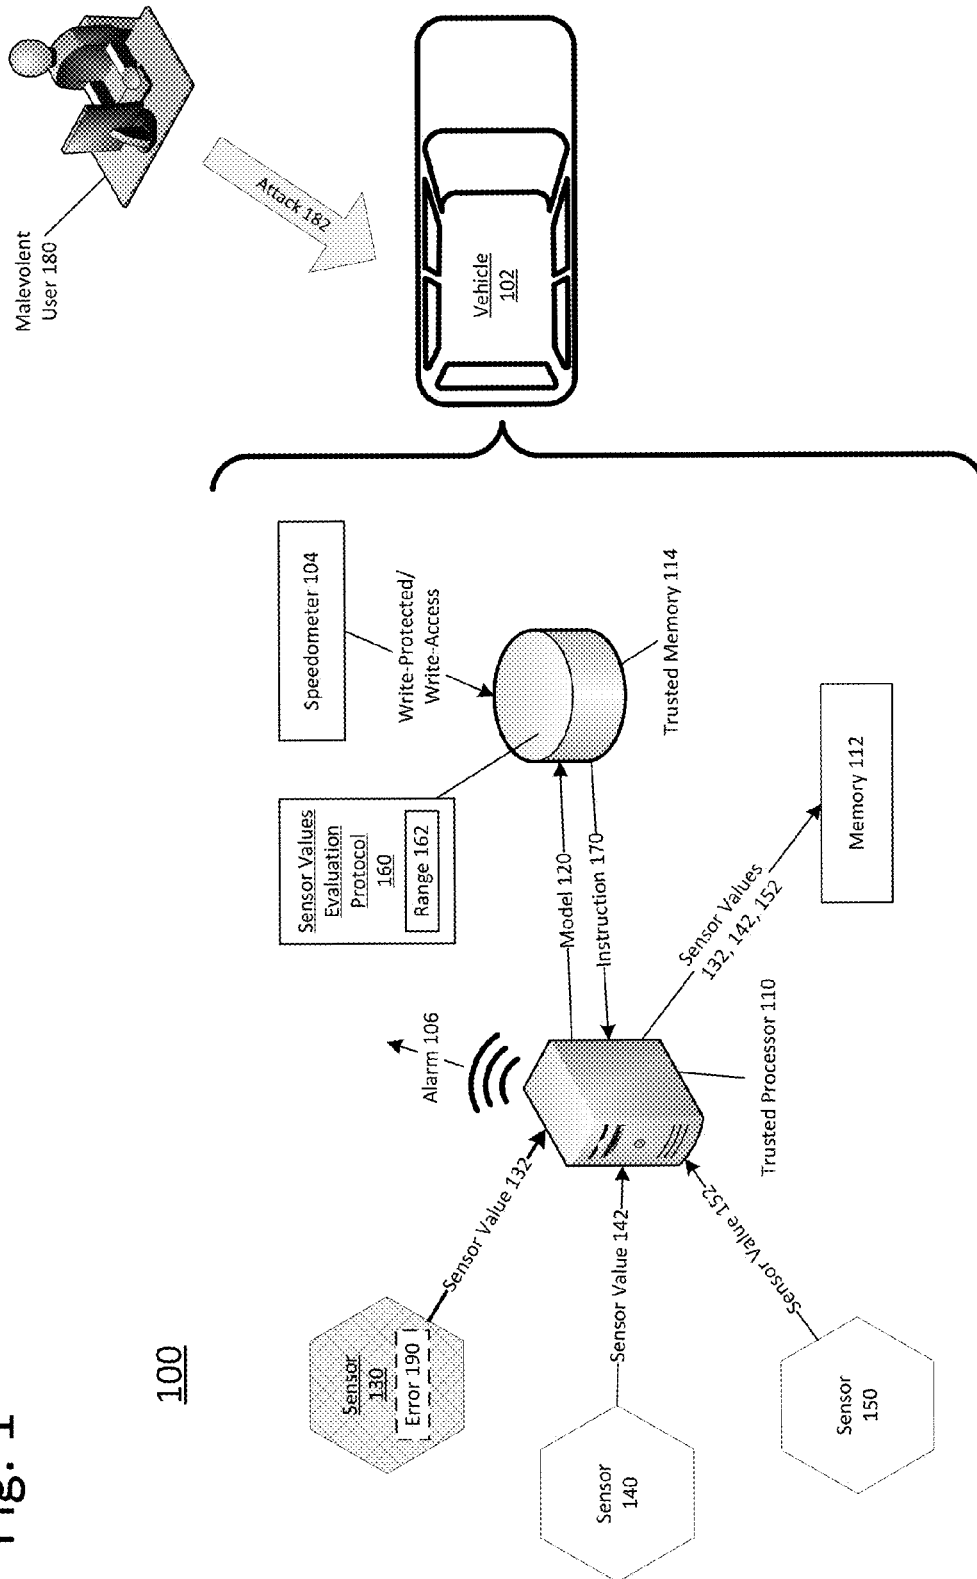 Fig. 1
100
Malevolent
User 180
Attack 182
Vehicle
102
Speedometer 104
Write-Protected/
Write-Access
Sensor Values
Evaluation
Protocol
160
Range 162
Trusted Memory 114
Model 120
Instruction 170
Alarm 106
Sensor Values
132, 142, 152
Memory 112
Trusted Processor 110
Sensor Value 132
Sensor Value 142
Sensor Value 152
Sensor
130
Error 190
Sensor
140
Sensor
150